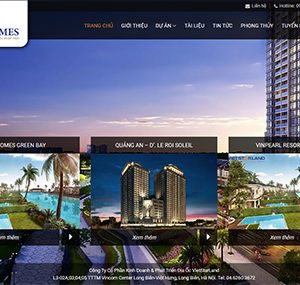 Liên hệ
Hotline: 0
MES
TRANG CHỦ GIỚI THIỆU DỰ ÁN TÀI LIỆU TIN TỨC PHONG THỦY TUYỂN
OMES GREEN BAY
QUẢNG AN – D'. LE ROI SOLEIL
VINPEARL RESOR
Xem thêm
Xem thêm
Xem thêm
Công Ty Cổ Phần Kinh Doanh & Phát Triển Địa Ốc VietStarLand
L3-02A,03,04,05 TTTM Vincom Center Long Biên Việt Hưng, Long Biên, Hà Nội. Tel: 04.6260 3672